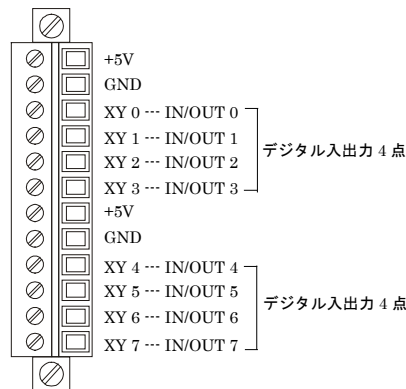 +5V
GND
XY 0 --- IN/OUT 0
XY 1 --- IN/OUT 1
XY 2 --- IN/OUT 2
XY 3 --- IN/OUT 3
デジタル入出力 4 点
+5V
GND
XY 4 --- IN/OUT 4
XY 5 --- IN/OUT 5
XY 6 --- IN/OUT 6
XY 7 --- IN/OUT 7
デジタル入出力 4 点